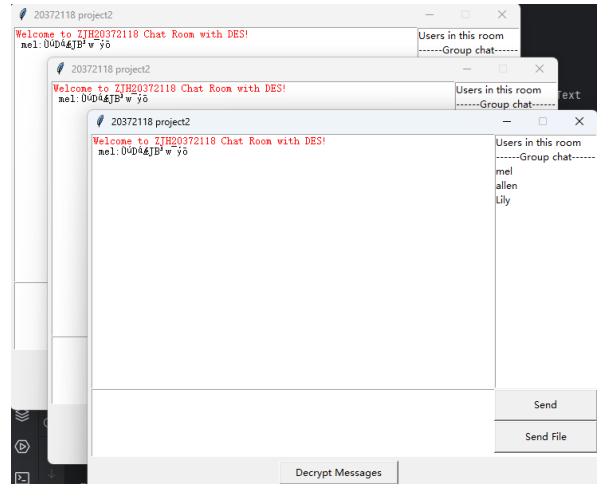 20372118 project2
Welcome to ZJH20372118 Chat Room with DES!
Users in this room
------Group chat------
20372118 project2
Welcome to ZJH20372118 Chat Room with DES!
Users in this room
------Group chat------
Text
20372118 project2
Welcome to ZJH20372118 Chat Room with DES!
mel:
Users in this room
------Group chat------
mel
allen
Lily
Send
Send File
Decrypt Messages